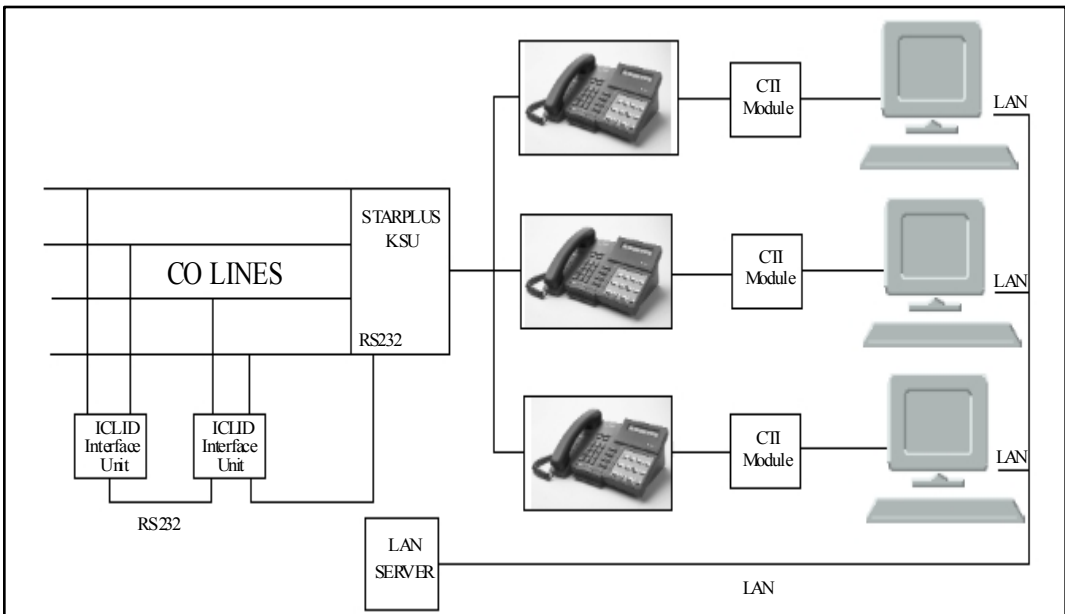 CTI
Module
LAN
STARPLUS
KSU
CO LINES
CTI
Module
LAN
RS232
ICLID
Interface
Unit
ICLID
Interface
Unit
CTI
Module
LAN
RS232
LAN
SERVER
LAN